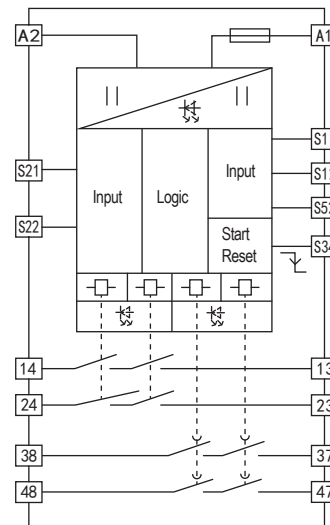 A2 A1
S11
S21 Input Logic Input S12
S52
S22 Start S34
Reset
14 13
24 23
38 37
48 47